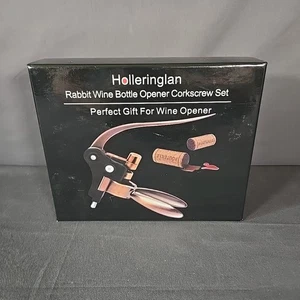 Holleringlan
Rabbit Wine Bottle Opener Corkscrew Set
Perfect Gift For Wine Opener